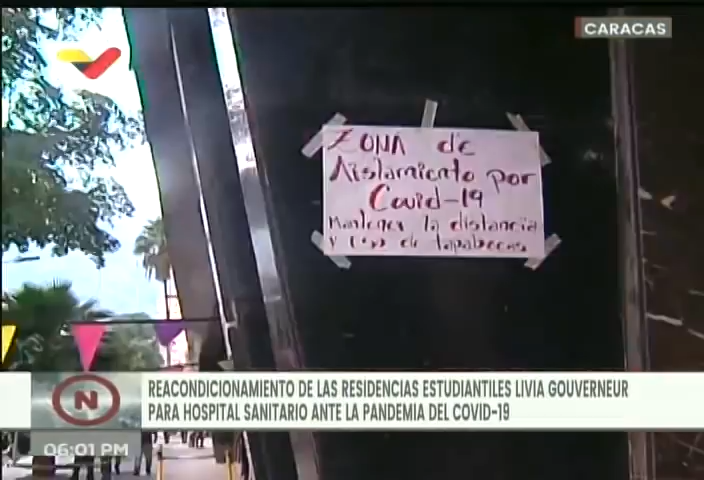 CARACAS
ZONA de
Aislamiento por
Covid-19
Mantener la distancia
y uso de tapabocas
N
REACONDICIONAMIENTO DE LAS RESIDENCIAS ESTUDIANTILES LIVIA GOUVERNEUR
PARA HOSPITAL SANITARIO ANTE LA PANDEMIA DEL COVID-19
06:01 PM